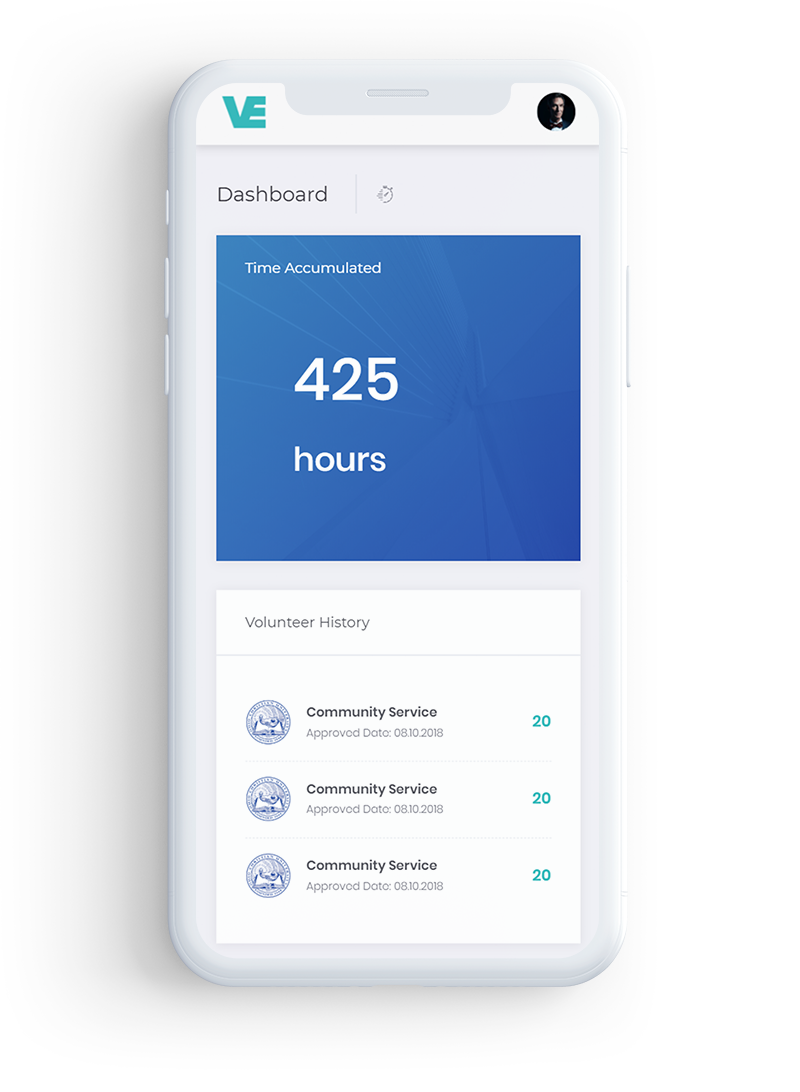 VE
Dashboard
Time Accumulated
425
hours
Volunteer History
Community Service
Approved Date: 08.10.2018
20
Community Service
Approved Date: 08.10.2018
20
Community Service
Approved Date: 08.10.2018
20